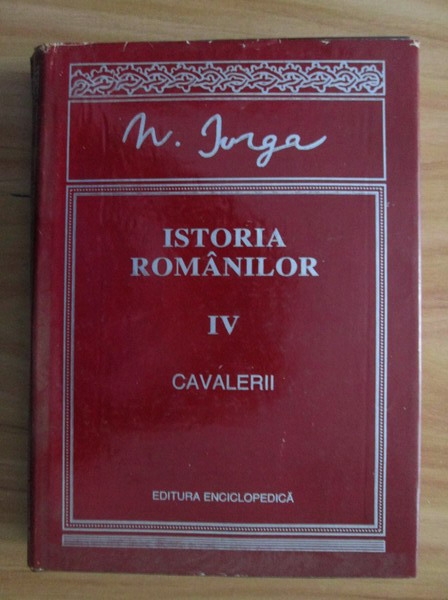 N. Iorga
ISTORIA
ROMÂNILOR
IV
CAVALERII
EDITURA ENCICLOPEDICĂ